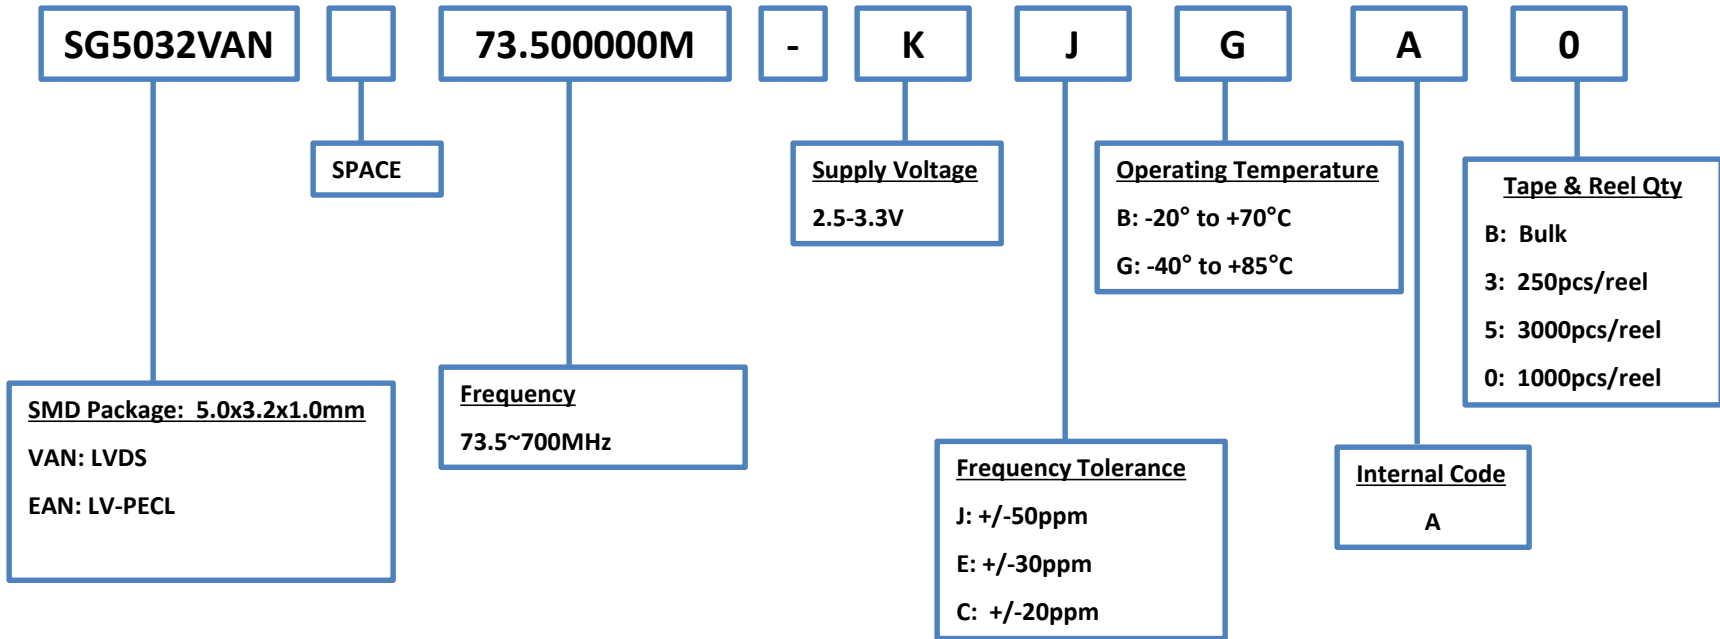 SG5032VAN 73.500000M - K J G A 0
SPACE
Supply Voltage
2.5-3.3V
Operating Temperature
B: -20° to +70°C
G: -40° to +85°C
Tape & Reel Qty
B: Bulk
3: 250pcs/reel
5: 3000pcs/reel
0: 1000pcs/reel
SMD Package: 5.0x3.2x1.0mm
VAN: LVDS
EAN: LV-PECL
Frequency
73.5~700MHz
Frequency Tolerance
J: +/-50ppm
E: +/-30ppm
C: +/-20ppm
Internal Code
A